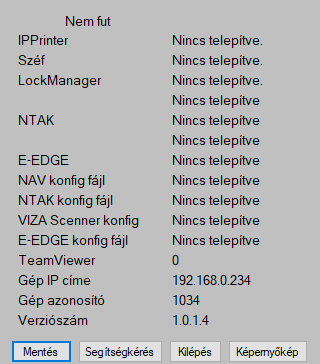 Nem fut
IPPrinter Nincs telepítve.
Széf Nincs telepítve.
LockManager Nincs telepítve.
Nincs telepítve
NTAK Nincs telepítve
Nincs telepítve
E-EDGE Nincs telepítve
NAV konfig fájl Nincs telepítve
NTAK konfig fájl Nincs telepítve
VIZA Scenner konfig Nincs telepítve
E-EDGE konfig fájl Nincs telepítve
TeamViewer 0
Gép IP címe 192.168.0.234
Gép azonosító 1034
Verziószám 1.0.1.4
Mentés Segítségkérés Kilépés Képernyőkép